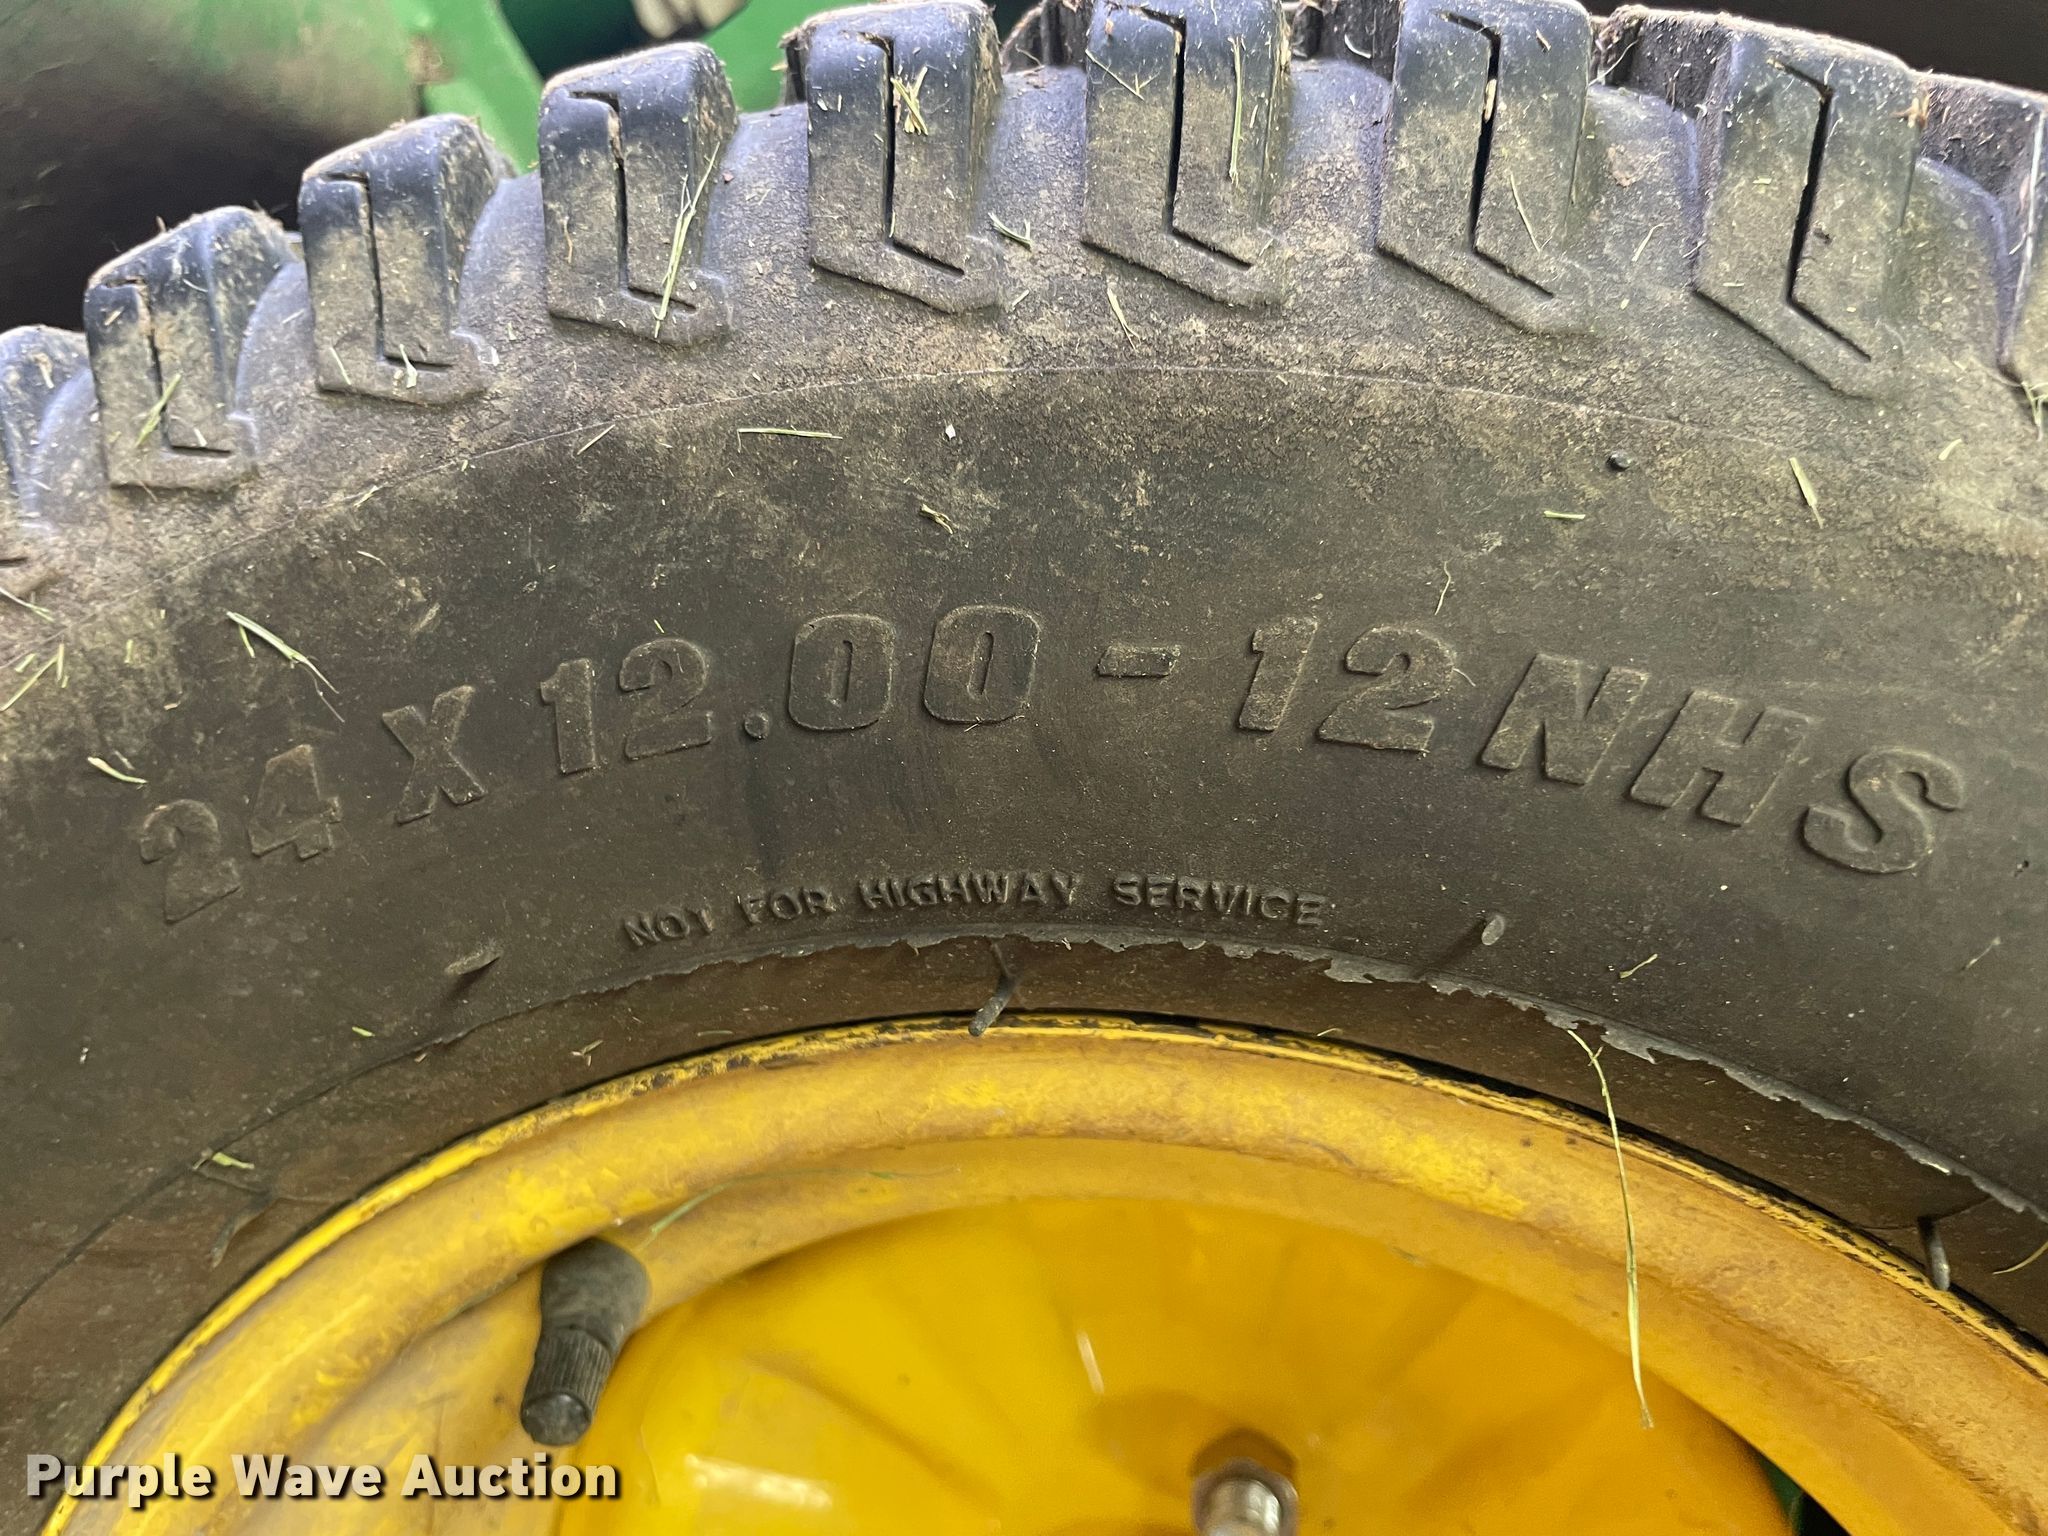 24 X 12.00 - 12 NHS
NOT FOR HIGHWAY SERVICE
Purple Wave Auction